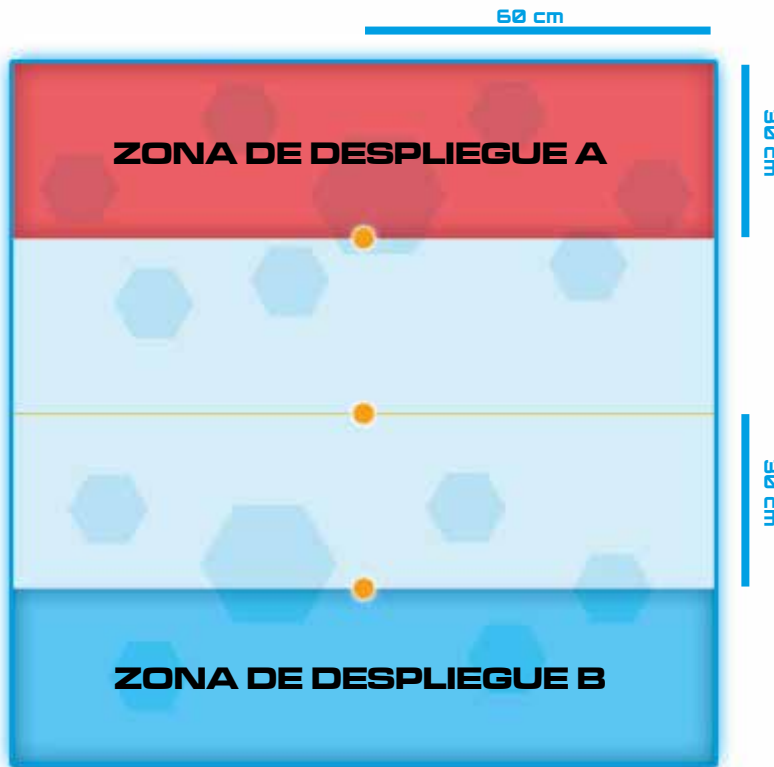 60 cm
30 cm
ZONA DE DESPLIEGUE A
30 cm
ZONA DE DESPLIEGUE B